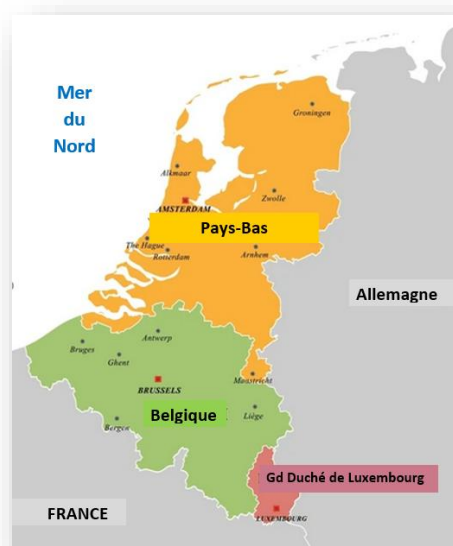 Mer
du
Nord
Groningen
Alkmaar
Zwolle
AMSTERDAM
Pays-Bas
The Hague
Rotterdam
Arnhem
Allemagne
Antwerp
Bruges
Ghent
Maastricht
BRUSSELS
Belgique
Liège
Bergen
Gd Duché de Luxembourg
FRANCE
LUXEMBOURG